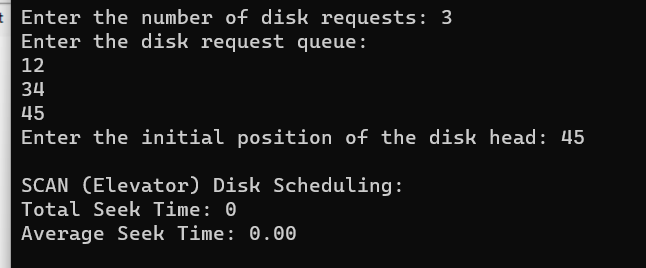 Enter the number of disk requests: 3
Enter the disk request queue:
12
34
45
Enter the initial position of the disk head: 45
SCAN (Elevator) Disk Scheduling:
Total Seek Time: 0
Average Seek Time: 0.00